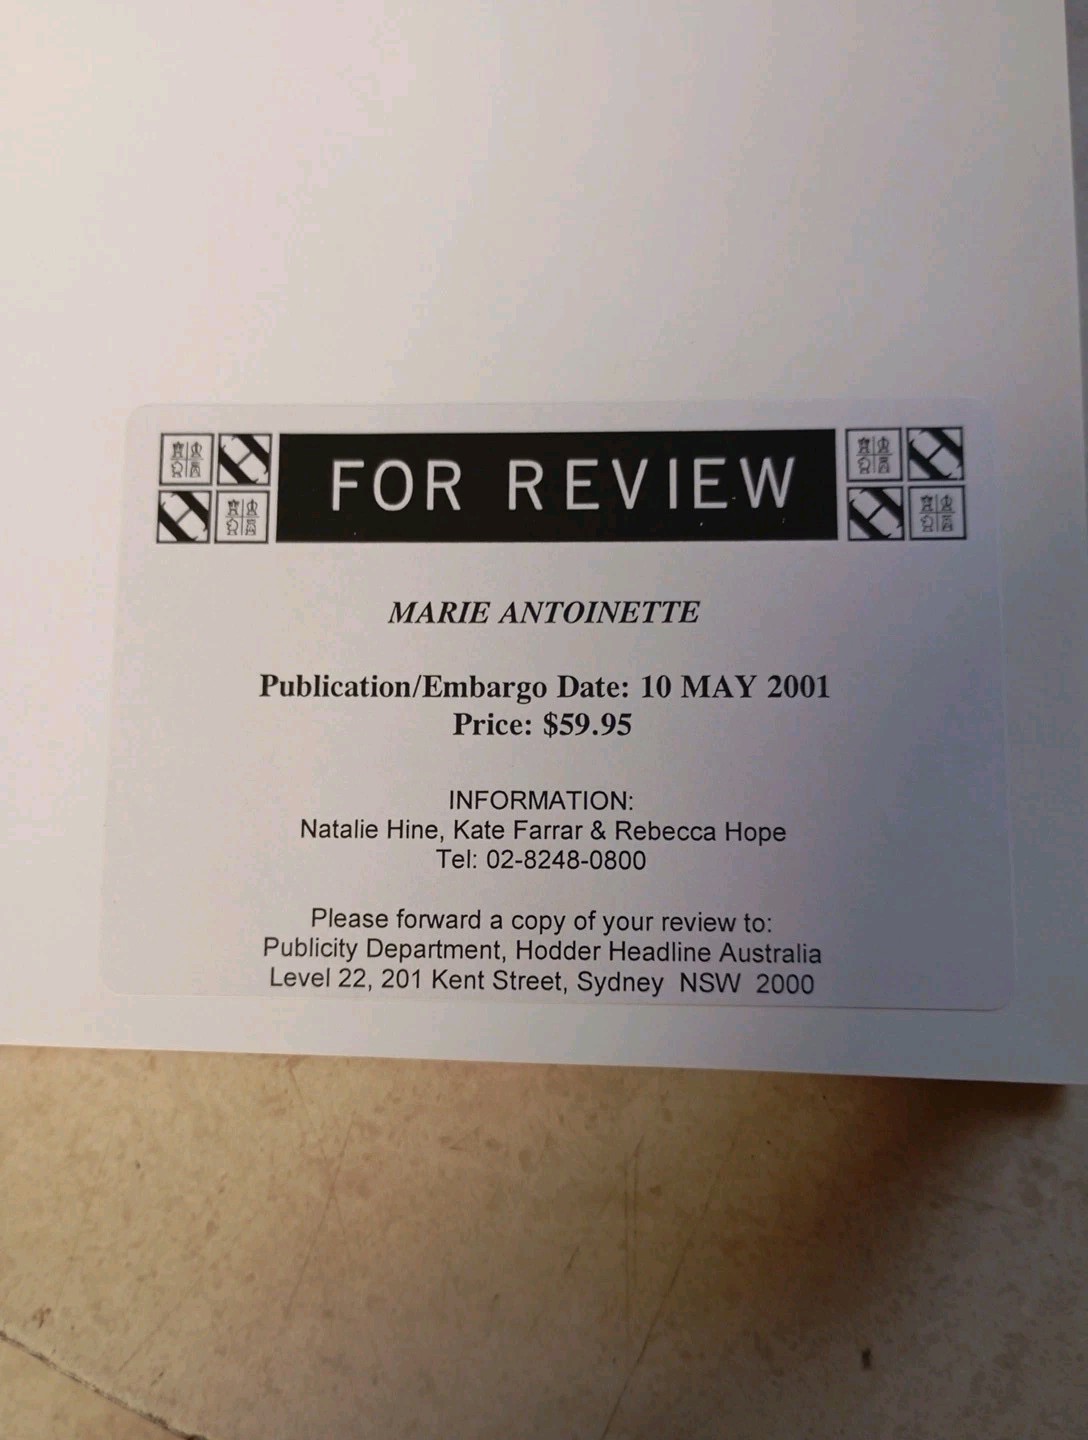 FOR REVIEW
MARIE ANTOINETTE
Publication/Embargo Date: 10 MAY 2001
Price: $59.95
INFORMATION:
Natalie Hine, Kate Farrar & Rebecca Hope
Tel: 02-8248-0800
Please forward a copy of your review to:
Publicity Department, Hodder Headline Australia
Level 22, 201 Kent Street, Sydney NSW 2000